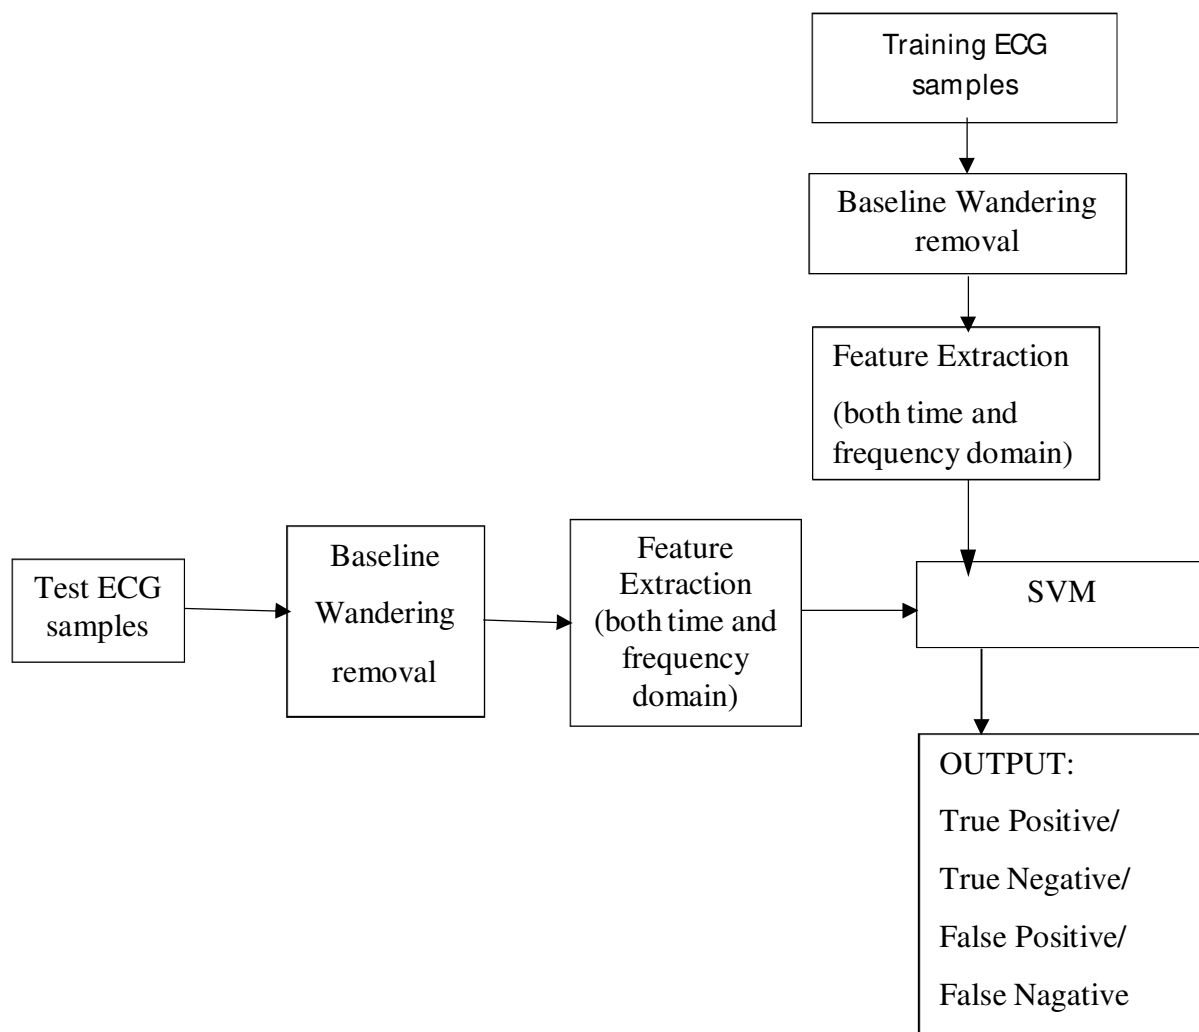 Training ECG
samples
Baseline Wandering
removal
Feature Extraction
(both time and
frequency domain)
Test ECG
samples
Baseline
Wandering
removal
Feature
Extraction
(both time and
frequency
domain)
SVM
OUTPUT:
True Positive/
True Negative/
False Positive/
False Nagative